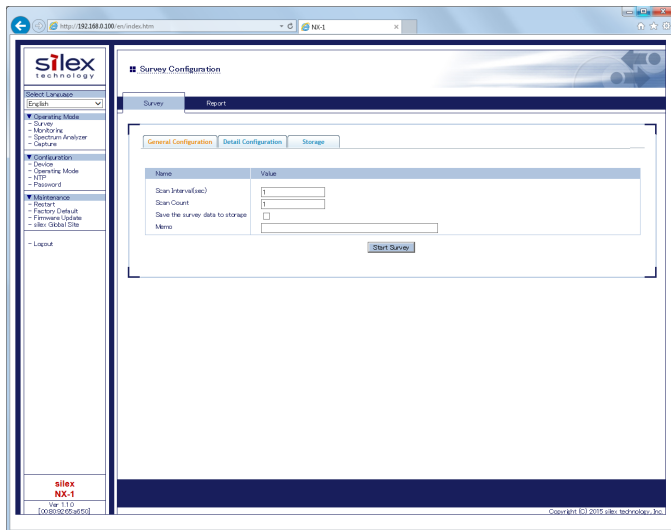 http://192.168.0.100/en/index.htm
NX-1
silex
technology
Select Language
English
▼ Operating Mode
- Survey
- Monitoring
- Spectrum Analyzer
- Capture
▼ Configuration
- Device
- Operating Mode
- NTP
- Password
▼ Maintenance
- Restart
- Factory Default
- Firmware Update
- silex Global Site
- Logout
silex
NX-1
Ver 1.1.0
[00809265a650]
Survey Configuration
Survey Report
General Configuration Detail Configuration Storage
Name Value
Scan Interval(sec) 1
Scan Count 1
Save the survey data to storage
Memo
Start Survey
Copyright (C) 2015 silex technology, Inc.